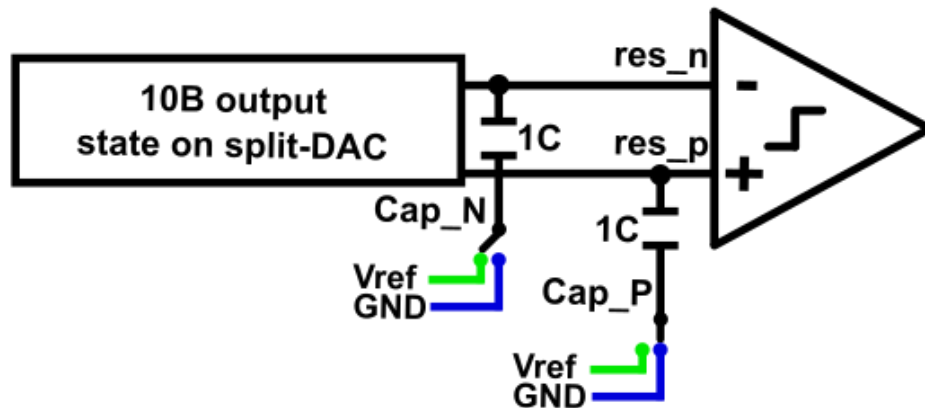 10B output
state on split-DAC
res_n
-
1C
res_p
+
Cap_N
1C
Vref
GND
Cap_P
Vref
GND